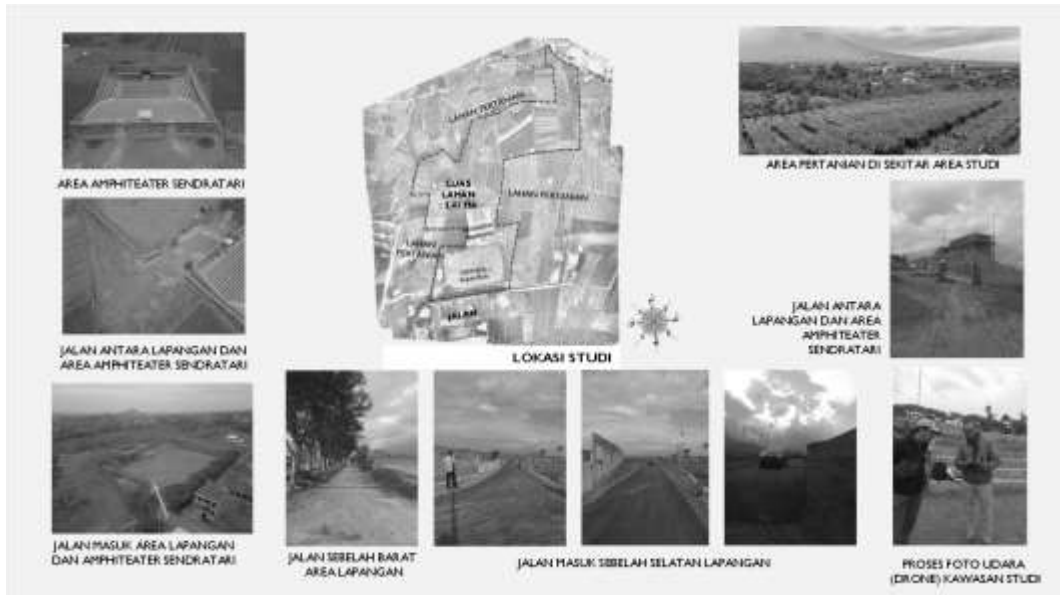 AREA AMPHITEATER SENDRATARI
JALAN ANTARA LAPANGAN DAN
AREA AMPHITEATER SENDRATARI
JALAN MASUK AREA LAPANGAN
DAN AMPHITEATER SENDRATARI
LAHAN PERTANIAN
LUAS
LAHAN
LAHAN PERTANIAN
LAHAN
PERTANIAN
JALAN
LOKASI STUDI
AREA PERTANIAN DI SEKITAR AREA STUDI
JALAN ANTARA
LAPANGAN DAN AREA
AMPHITEATER
SENDRATARI
JALAN SEBELAH BARAT
AREA LAPANGAN
JALAN MASUK SEBELAH SELATAN LAPANGAN
PROSES FOTO UDARA
(DRONE) KAWASAN STUDI